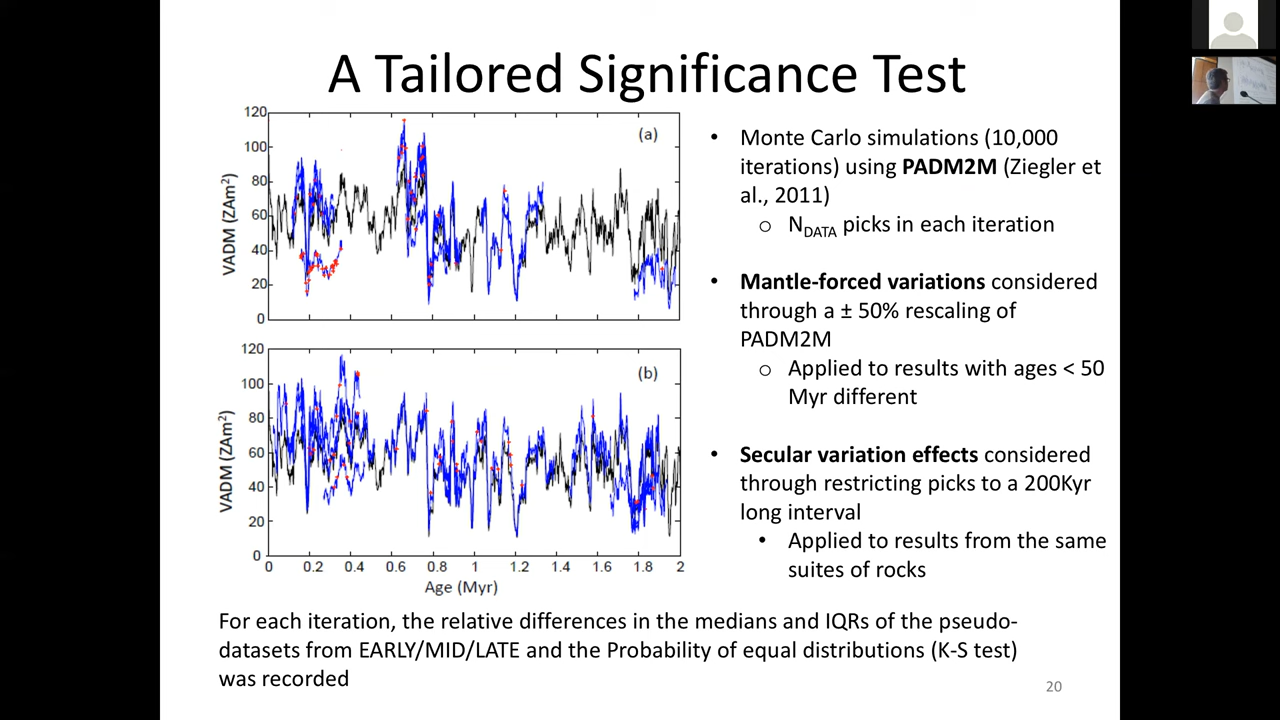 A Tailored Significance Test
120
100
80
60
40
20
0
VADM (ZAm²)
(a)
120
100
80
60
40
20
0
VADM (ZAm²)
(b)
0 0.2 0.4 0.6 0.8 1 1.2 1.4 1.6 1.8 2
Age (Myr)
• Monte Carlo simulations (10,000
iterations) using PADM2M (Ziegler et
al., 2011)
o NDATA picks in each iteration
• Mantle-forced variations considered
through a ± 50% rescaling of
PADM2M
o Applied to results with ages < 50
Myr different
• Secular variation effects considered
through restricting picks to a 200Kyr
long interval
• Applied to results from the same
suites of rocks
For each iteration, the relative differences in the medians and IQRs of the pseudo-
datasets from EARLY/MID/LATE and the Probability of equal distributions (K-S test)
was recorded
20